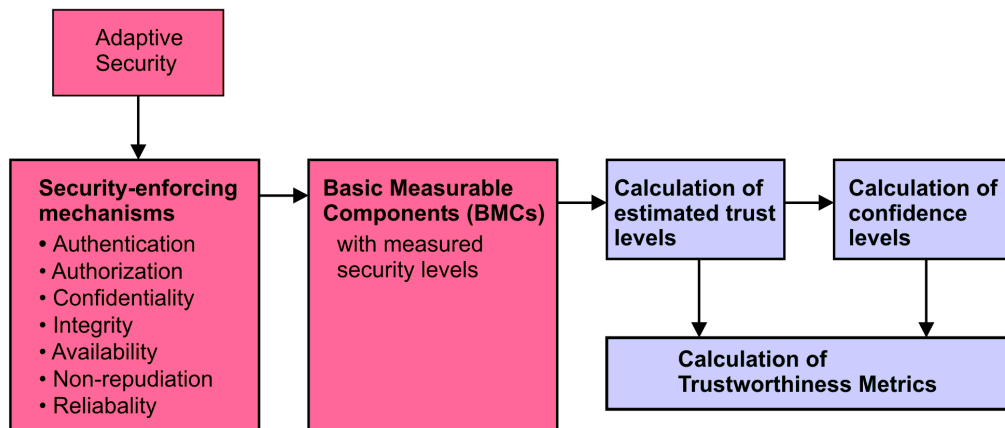 Adaptive
Security
Security-enforcing
mechanisms
• Authentication
• Authorization
• Confidentiality
• Integrity
• Availability
• Non-repudiation
• Reliabality
Basic Measurable
Components (BMCs)
with measured
security levels
Calculation of
estimated trust
levels
Calculation of
confidence
levels
Calculation of
Trustworthiness Metrics